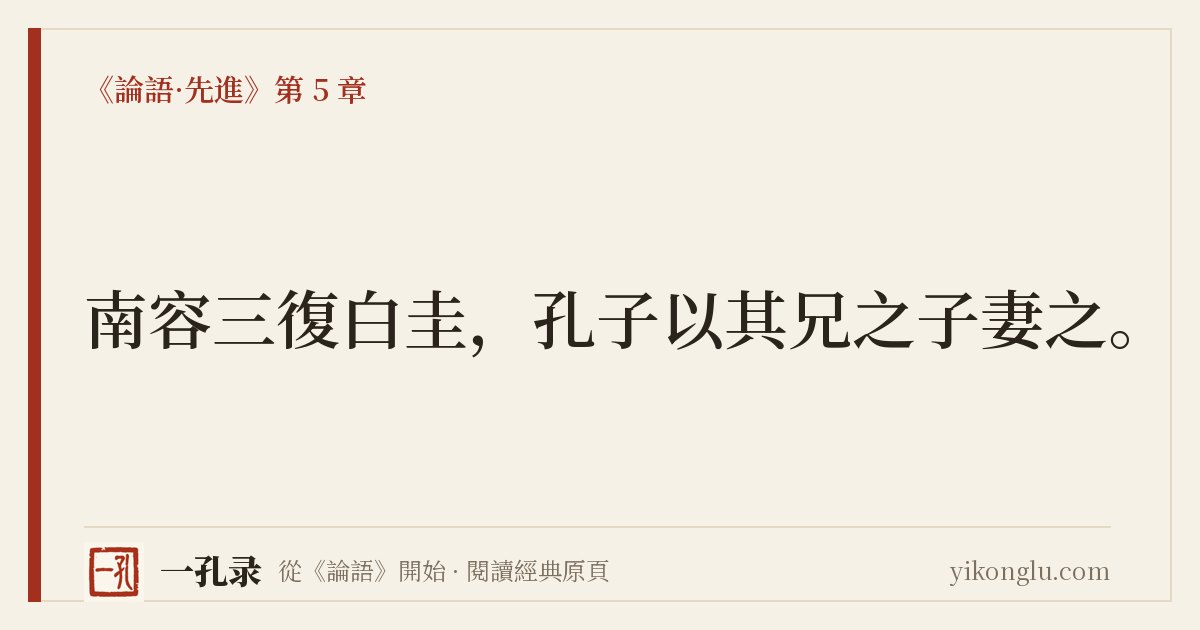 《論語·先進》第 5 章
南容三復白圭，孔子以其兄之子妻之。
一孔
一孔录 從《論語》開始 · 閱讀經典原頁
yikonglu.com